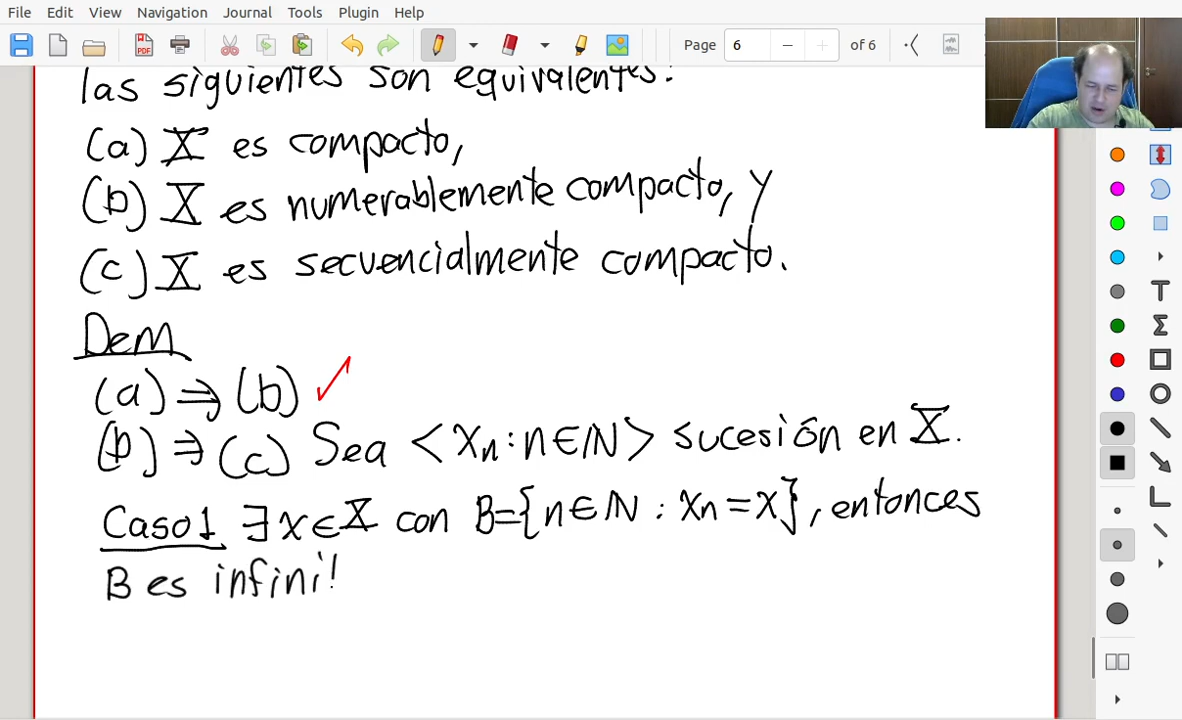 File Edit View Navigation Journal Tools Plugin Help
Page 6 of 6
las siguientes son equivalentes:
(a) X es compacto,
(b) X es numerablemente compacto, y
(c) X es secuencialmente compacto.
Dem
(a) ⇒ (b) ✓
(b) ⇒ (c) Sea <xn : n∈ℕ> sucesión en X.
Caso 1 ∃x∈X con B={n∈ℕ : xn = x}, entonces
B es infini